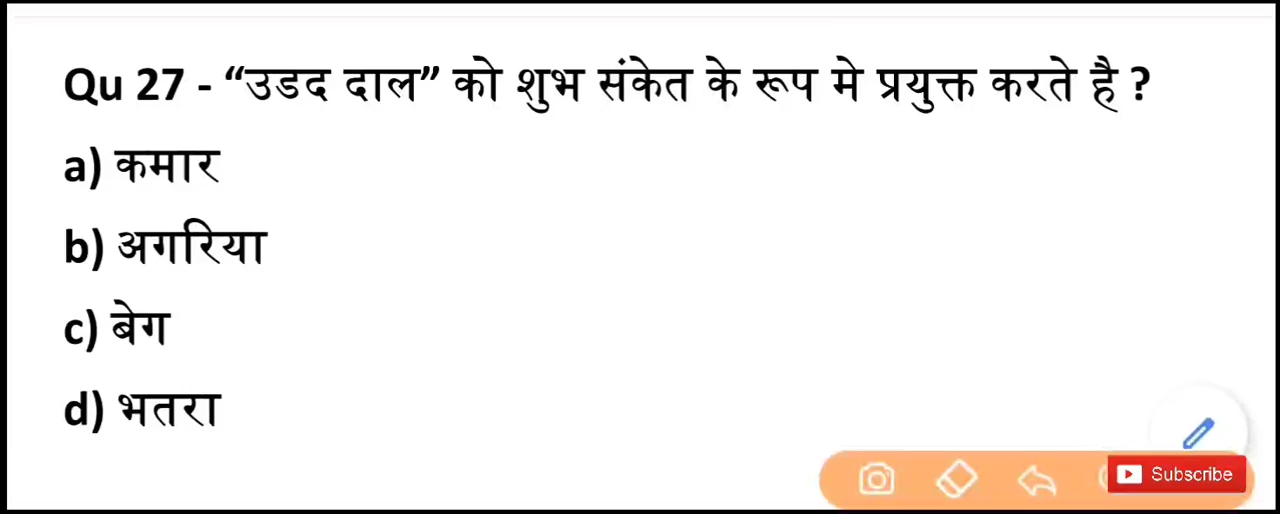 Qu 27 - “उडद दाल” को शुभ संकेत के रूप मे प्रयुक्त करते है ?
a) कमार
b) अगरिया
c) बेग
d) भतरा
Subscribe